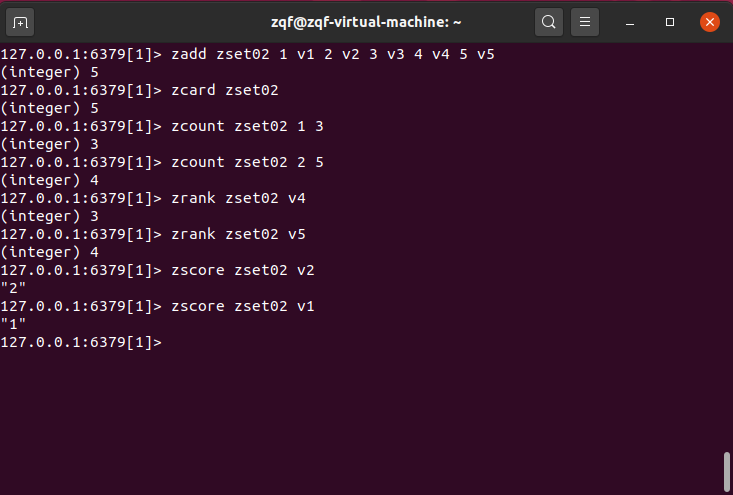 zqf@zqf-virtual-machine: ~
127.0.0.1:6379[1]> zadd zset02 1 v1 2 v2 3 v3 4 v4 5 v5
(integer) 5
127.0.0.1:6379[1]> zcard zset02
(integer) 5
127.0.0.1:6379[1]> zcount zset02 1 3
(integer) 3
127.0.0.1:6379[1]> zcount zset02 2 5
(integer) 4
127.0.0.1:6379[1]> zrank zset02 v4
(integer) 3
127.0.0.1:6379[1]> zrank zset02 v5
(integer) 4
127.0.0.1:6379[1]> zscore zset02 v2
"2"
127.0.0.1:6379[1]> zscore zset02 v1
"1"
127.0.0.1:6379[1]>